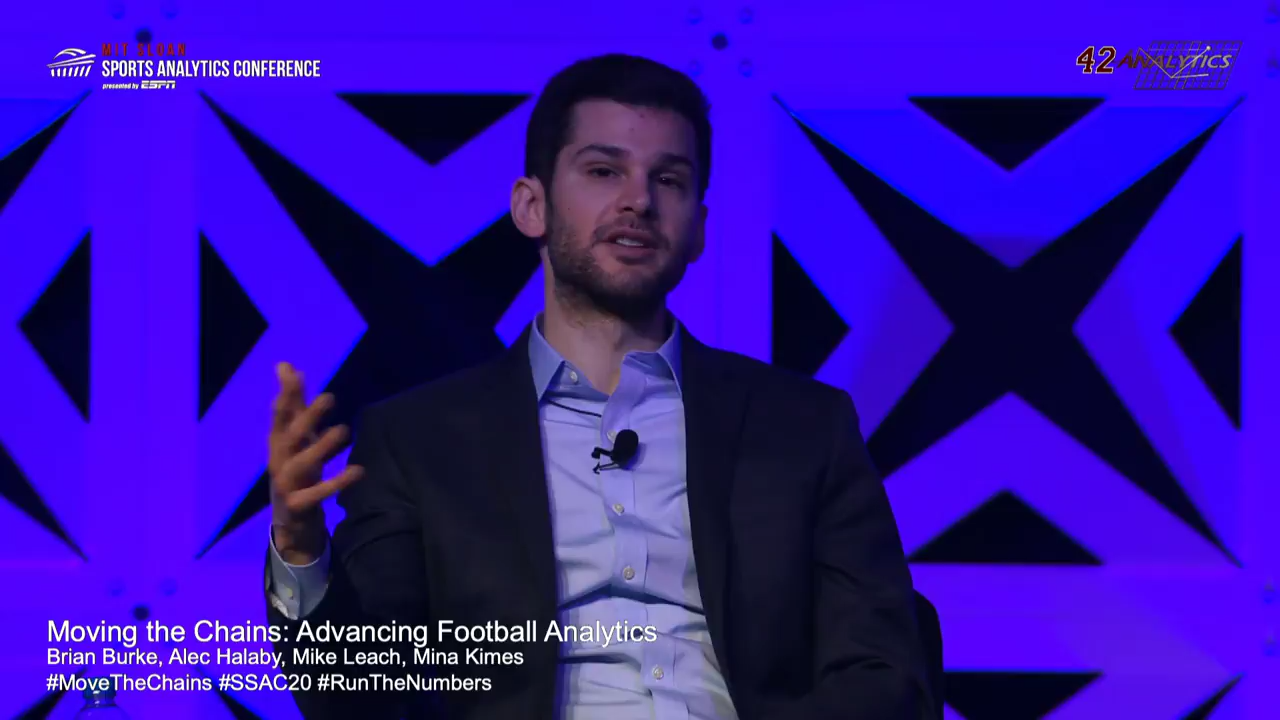 MIT SLOAN
SPORTS ANALYTICS CONFERENCE
presented by ESPN
42 ANALYTICS
Moving the Chains: Advancing Football Analytics
Brian Burke, Alec Halaby, Mike Leach, Mina Kimes
#MoveTheChains #SSAC20 #RunTheNumbers